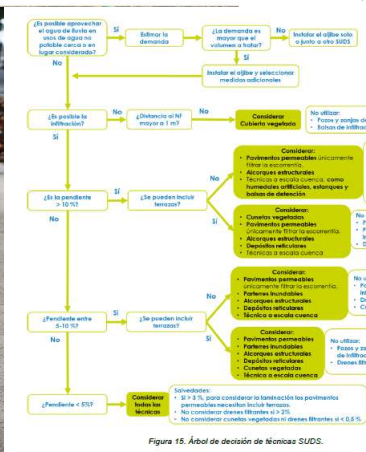 ¿Es posible aprovechar
el agua de lluvia en
usos de agua no
potable cerca o en
lugar considerado?
Sí
Estimar la
demanda
¿La demanda es
mayor que el
volumen a tratar?
No
Instalar el aljibe solo
o junto a otro SUDS
Sí
Instalar el aljibe y seleccionar
medidas adicionales
No
¿Es posible la
infiltración?
No
¿Distancia al NF
mayor a 1 m?
No
Considerar
Cubierta vegetada
No utilizar:
• Pozos y zanjas de
• Balsas de infiltrac
Sí
¿Es la pendiente
> 10 %?
Sí
¿Se pueden incluir
terrazas?
No
Considerar:
• Pavimentos permeables únicamente
filtrar la escorrentía.
• Alcorques estructurales
• Técnicas a escala cuenca, como
humedales artificiales, estanques y
balsas de detención
Sí
Considerar:
• Cunetas vegetadas
• Pavimentos permeables
únicamente filtrar la escorrentía.
• Alcorques estructurales
• Depósitos reticulares
• Técnicas a escala cuenca
No
No
¿Pendiente entre
5-10 %?
Sí
¿Se pueden incluir
terrazas?
No
Considerar:
• Pavimentos permeables
únicamente filtrar la escorrentía.
• Parterres inundables
• Alcorques estructurales
• Depósitos reticulares
• Técnica a escala cuenca
No
Sí
Considerar:
• Pavimentos permeables
• Parterres inundables
• Alcorques estructurales
• Depósitos reticulares
• Cunetas vegetadas
• Técnica a escala cuenca
No utilizar:
• Pozos y za
de infiltra
• Drenes filtr
No
¿Pendiente < 5%?
Considerar
todas las
técnicas
Salvedades:
• Si > 3 %, para considerar la laminación los pavimentos
permeables necesitan incluir terrazas.
• No considerar drenes filtrantes si > 2%
• No considerar cunetas vegetadas ni drenes filtrantes si < 0,5 %
Figura 15. Árbol de decisión de técnicas SUDS.